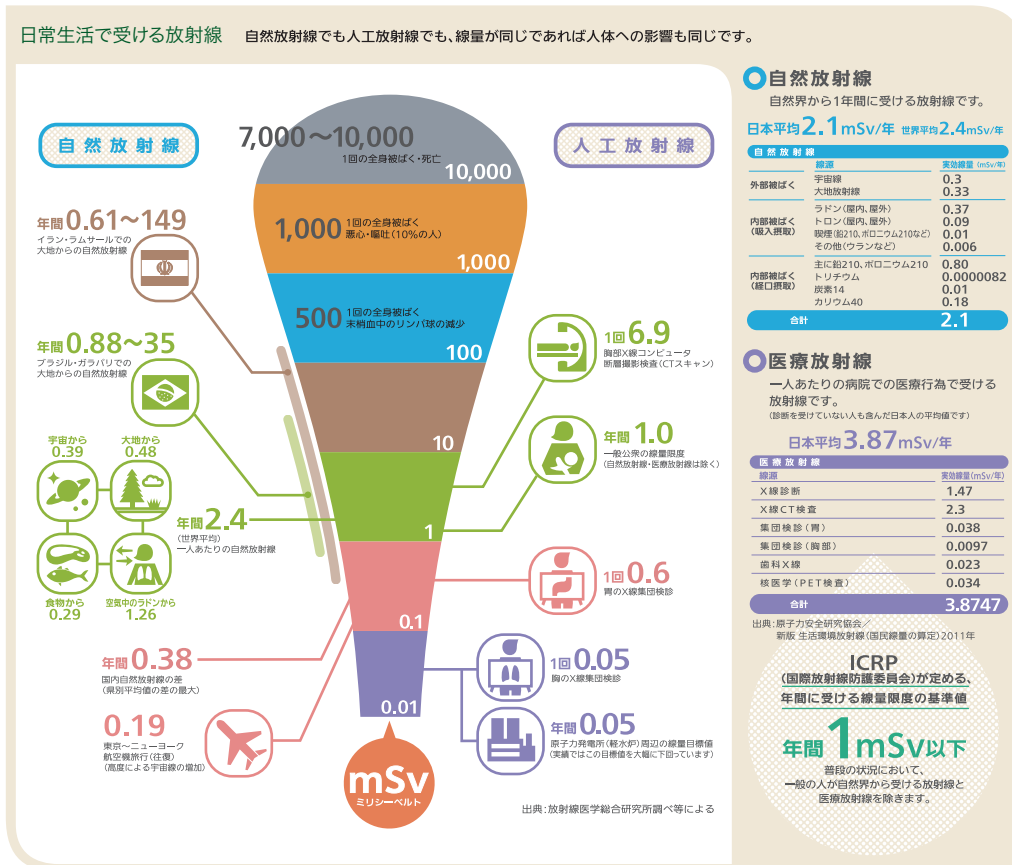 日常生活で受ける放射線
自然放射線でも人工放射線でも、線量が同じであれば人体への影響も同じです。
自然放射線
人工放射線
7,000〜10,000
1回の全身被ばく・死亡
10,000
1,000
1回の全身被ばく
悪心・嘔吐(10%の人)
1,000
500
1回の全身被ばく
末梢血中のリンパ球の減少
100
10
1
0.1
0.01
mSv
ミリシーベルト
年間0.61〜149
イラン・ラムサールでの
大地からの自然放射線
年間0.88〜35
ブラジル・ガラパリでの
大地からの自然放射線
宇宙から
0.39
大地から
0.48
食物から
0.29
空気中のラドンから
1.26
年間2.4
(世界平均)
一人あたりの自然放射線
年間0.38
国内自然放射線の差
(県別平均値の差の最大)
0.19
東京〜ニューヨーク
航空機旅行(往復)
(高度による宇宙線の増加)
1回6.9
胸部X線コンピュータ
断層撮影検査(CTスキャン)
年間1.0
一般公衆の線量限度
(自然放射線・医療放射線は除く)
1回0.6
胃のX線集団検診
1回0.05
胸のX線集団検診
年間0.05
原子力発電所(軽水炉)周辺の線量目標値
(実績ではこの目標値を大幅に下回っています)
出典:放射線医学総合研究所調べ等による
自然放射線
自然界から1年間に受ける放射線です。
日本平均2.1mSv/年 世界平均2.4mSv/年
自然放射線
線源 実効線量(mSv/年)
外部被ばく 宇宙線 0.3
大地放射線 0.33
内部被ばく(吸入摂取) ラドン(屋内、屋外) 0.37
トロン(屋内、屋外) 0.09
喫煙(鉛210、ポロニウム210など) 0.01
その他(ウランなど) 0.006
内部被ばく(経口摂取) 主に鉛210、ポロニウム210 0.80
トリチウム 0.0000082
炭素14 0.01
カリウム40 0.18
合計 2.1
医療放射線
一人あたりの病院での医療行為で受ける
放射線です。
(診断を受けていない人も含んだ日本人の平均値です)
日本平均3.87mSv/年
医療放射線
線源 実効線量(mSv/年)
X線診断 1.47
X線CT検査 2.3
集団検診(胃) 0.038
集団検診(胸部) 0.0097
歯科X線 0.023
核医学(PET検査) 0.034
合計 3.8747
出典:原子力安全研究協会/
新版 生活環境放射線(国民線量の算定)2011年
ICRP
(国際放射線防護委員会)が定める、
年間に受ける線量限度の基準値
年間1mSv以下
普段の状況において、
一般の人が自然界から受ける放射線と
医療放射線を除きます。